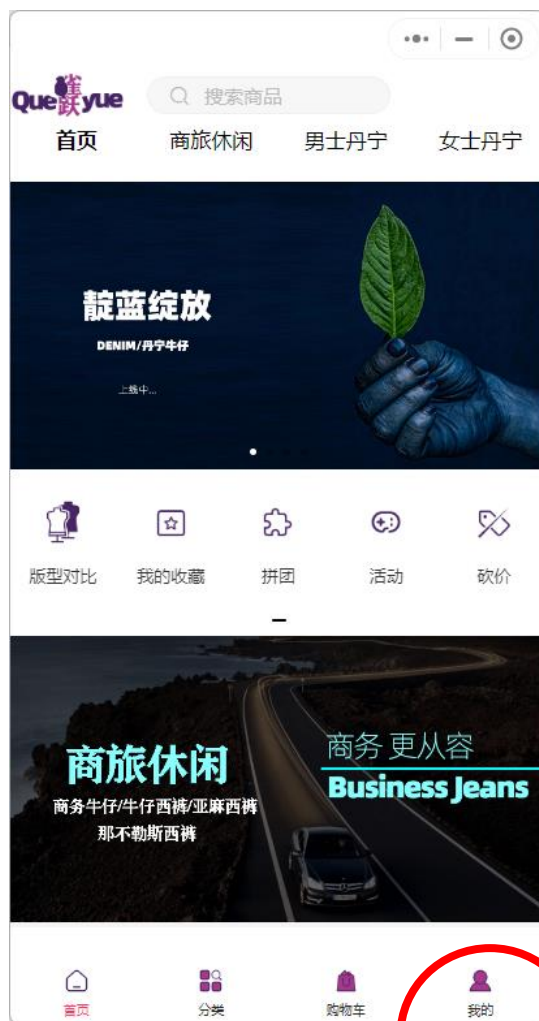 Que雀跃yue
搜索商品
首页 商旅休闲 男士丹宁 女士丹宁
靛蓝绽放
DENIM/丹宁牛仔
上线中...
版型对比 我的收藏 拼团 活动 砍价
商旅休闲
商务牛仔/牛仔西裤/亚麻西裤
那不勒斯西裤
商务 更从容
Business Jeans
首页 分类 购物车 我的